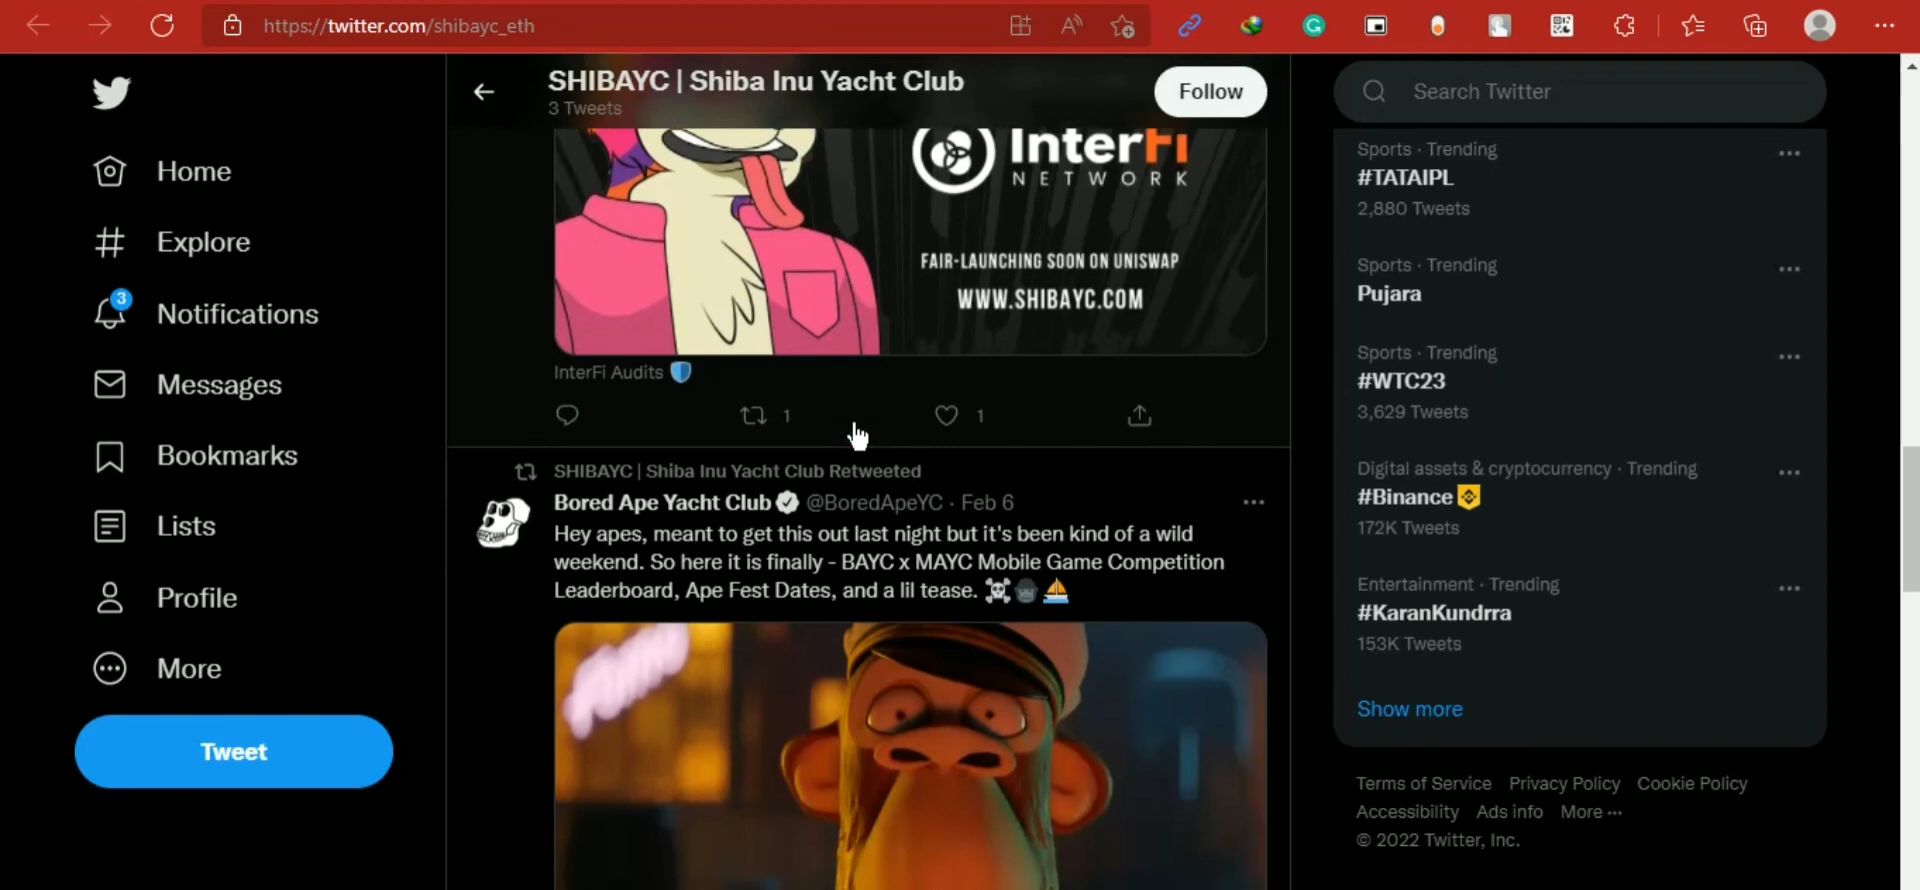 https://twitter.com/shibayc_eth
Home
Explore
3
Notifications
Messages
Bookmarks
Lists
Profile
More
Tweet
SHIBAYC | Shiba Inu Yacht Club
3 Tweets
Follow
InterFi
NETWORK
FAIR-LAUNCHING SOON ON UNISWAP
WWW.SHIBAYC.COM
InterFi Audits
1
1
SHIBAYC | Shiba Inu Yacht Club Retweeted
Bored Ape Yacht Club @BoredApeYC · Feb 6
Hey apes, meant to get this out last night but it's been kind of a wild
weekend. So here it is finally - BAYC x MAYC Mobile Game Competition
Leaderboard, Ape Fest Dates, and a lil tease.
Search Twitter
Sports · Trending
#TATAIPL
2,880 Tweets
Sports · Trending
Pujara
Sports · Trending
#WTC23
3,629 Tweets
Digital assets & cryptocurrency · Trending
#Binance
172K Tweets
Entertainment · Trending
#KaranKundrra
153K Tweets
Show more
Terms of Service Privacy Policy Cookie Policy
Accessibility Ads info More ···
© 2022 Twitter, Inc.